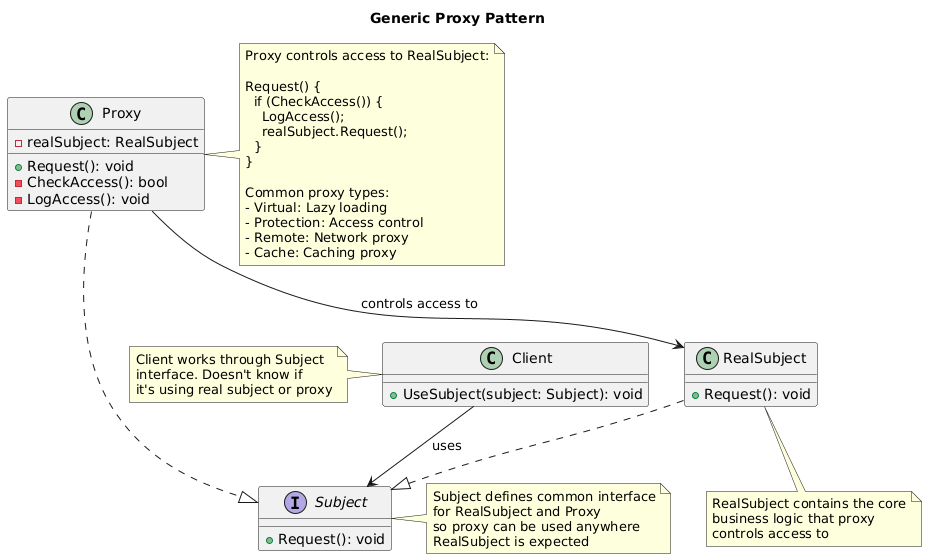 Generic Proxy Pattern
Proxy controls access to RealSubject:
Request() {
if (CheckAccess()) {
LogAccess();
realSubject.Request();
}
}
Common proxy types:
- Virtual: Lazy loading
- Protection: Access control
- Remote: Network proxy
- Cache: Caching proxy
C Proxy
realSubject: RealSubject
Request(): void
CheckAccess(): bool
LogAccess(): void
controls access to
Client works through Subject
interface. Doesn't know if
it's using real subject or proxy
C Client
UseSubject(subject: Subject): void
C RealSubject
Request(): void
uses
I Subject
Request(): void
Subject defines common interface
for RealSubject and Proxy
so proxy can be used anywhere
RealSubject is expected
RealSubject contains the core
business logic that proxy
controls access to